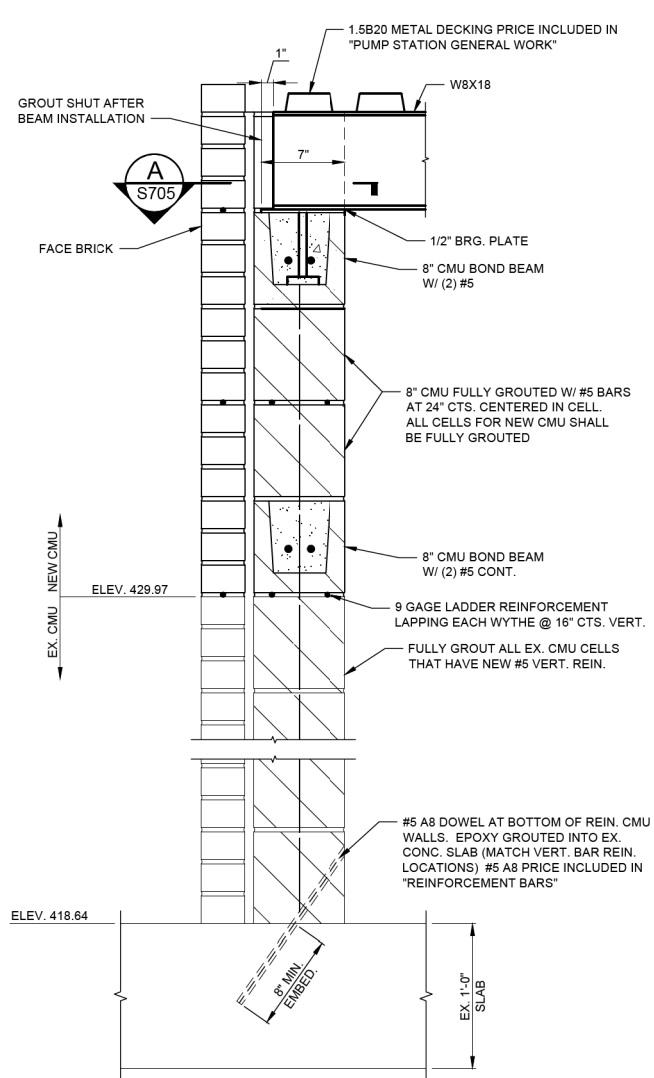 1.5B20 METAL DECKING PRICE INCLUDED IN
"PUMP STATION GENERAL WORK"
1"
W8X18
GROUT SHUT AFTER
BEAM INSTALLATION
7"
A
S705
FACE BRICK
1/2" BRG. PLATE
8" CMU BOND BEAM
W/ (2) #5
8" CMU FULLY GROUTED W/ #5 BARS
AT 24" CTS. CENTERED IN CELL.
ALL CELLS FOR NEW CMU SHALL
BE FULLY GROUTED
NEW CMU
EX. CMU
8" CMU BOND BEAM
W/ (2) #5 CONT.
ELEV. 429.97
9 GAGE LADDER REINFORCEMENT
LAPPING EACH WYTHE @ 16" CTS. VERT.
FULLY GROUT ALL EX. CMU CELLS
THAT HAVE NEW #5 VERT. REIN.
#5 A8 DOWEL AT BOTTOM OF REIN. CMU
WALLS. EPOXY GROUTED INTO EX.
CONC. SLAB (MATCH VERT. BAR REIN.
LOCATIONS) #5 A8 PRICE INCLUDED IN
"REINFORCEMENT BARS"
ELEV. 418.64
8" MIN.
EMBED.
EX. 1'-0"
SLAB